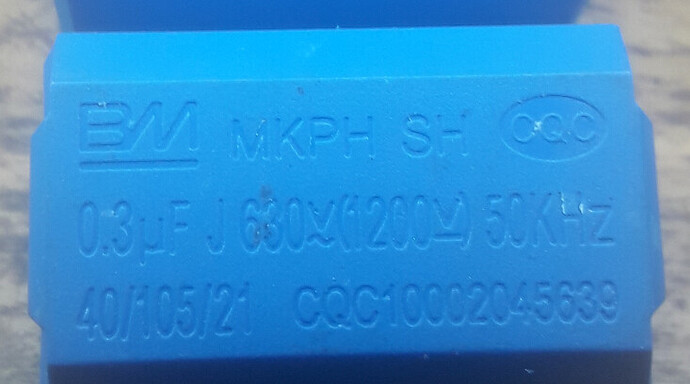 BM MKPH SH CQC
0.3µF J 630V~(1200V⎓) 50KHz
40/105/21 CQC10002045639